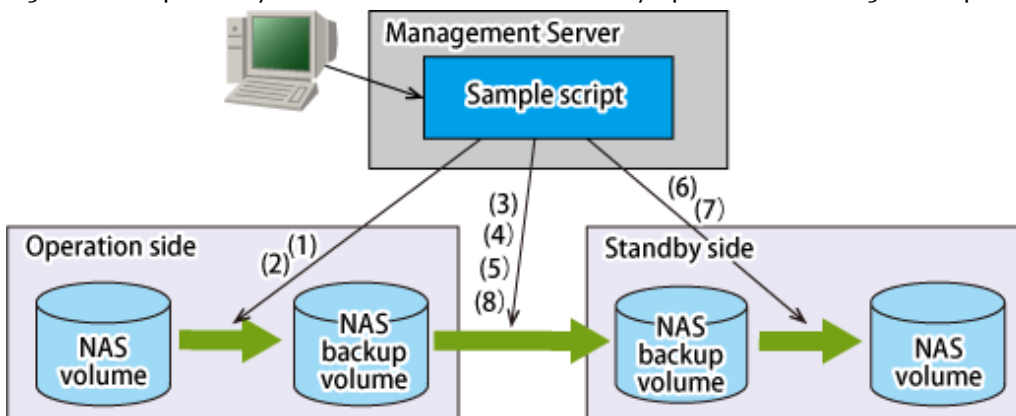 Management Server
Sample script
(1)
(2)
(3)
(4)
(5)
(8)
(6)
(7)
Operation side
NAS
volume
NAS
backup
volume
Standby side
NAS
backup
volume
NAS
volume